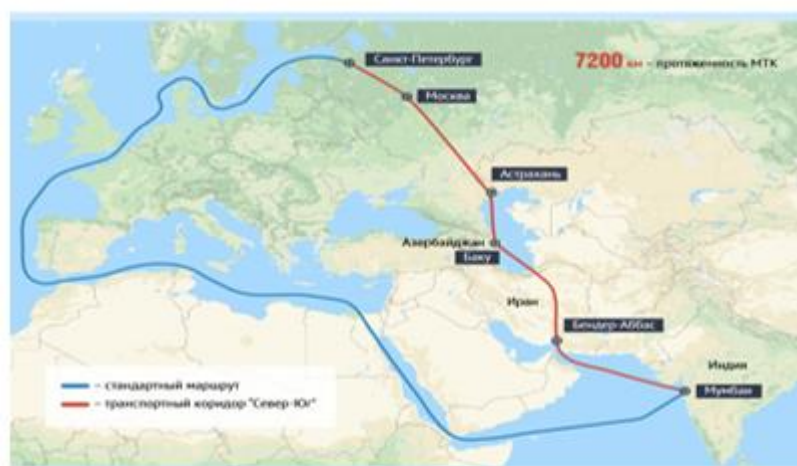 Санкт-Петербург
7200 км – протяженность МТК
Москва
Астрахань
Азербайджан
Баку
Иран
Бендер-Аббас
Индия
Мумбаи
– стандартный маршрут
– транспортный коридор "Север-Юг"